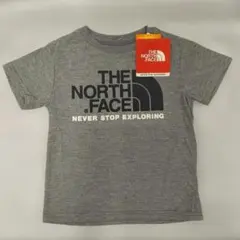 THE
NORTH
FACE
NEVER STOP EXPLORING
THE
NORTH
FACE